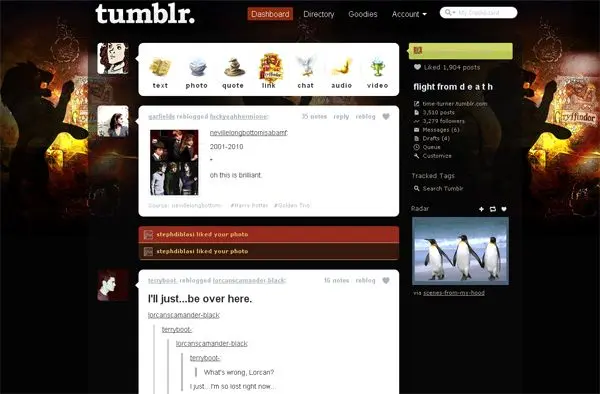 tumblr.
Dashboard Directory Goodies Account
text photo quote link chat audio video
Gryffindor
garfields reblogged fuckyeahhermione: 35 notes reply reblog
nevillelongbottomisabamf:
2001-2010
*
oh this is brilliant.
Source: nevillelongbottomi... #Harry Potter #Golden Trio
stephdiblasi liked your photo
stephdiblasi liked your photo
terryboot- reblogged lorcanscamander-black: 16 notes reblog
I'll just...be over here.
lorcanscamander-black:
terryboot-:
lorcanscamander-black:
terryboot-:
What's wrong, Lorcan?
I just...I'm so lost right now...
Liked 1,904 posts
flight from d e a t h
time-turner.tumblr.com
3,510 posts
3,279 followers
Messages (6)
Drafts (4)
Queue
Customize
Tracked Tags
Search Tumblr
Radar
via scenes-from-my-hood